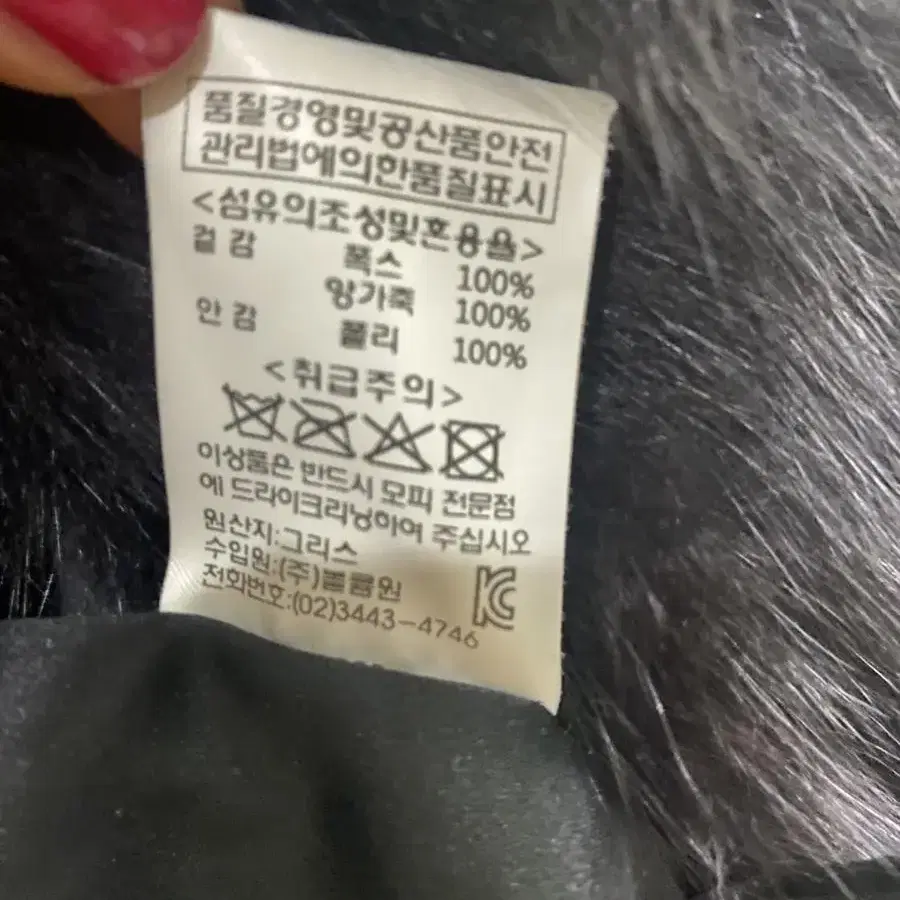 품질경영및공산품안전
관리법에의한품질표시
<섬유의조성및혼용율>
겉 감 폭스 100%
양가죽 100%
안 감 폴리 100%
<취급주의>
이상품은 반드시 모피 전문점
에 드라이크리닝하여 주십시오
원산지:그리스
수입원:(주)볼륨원
전화번호:(02)3443-4746